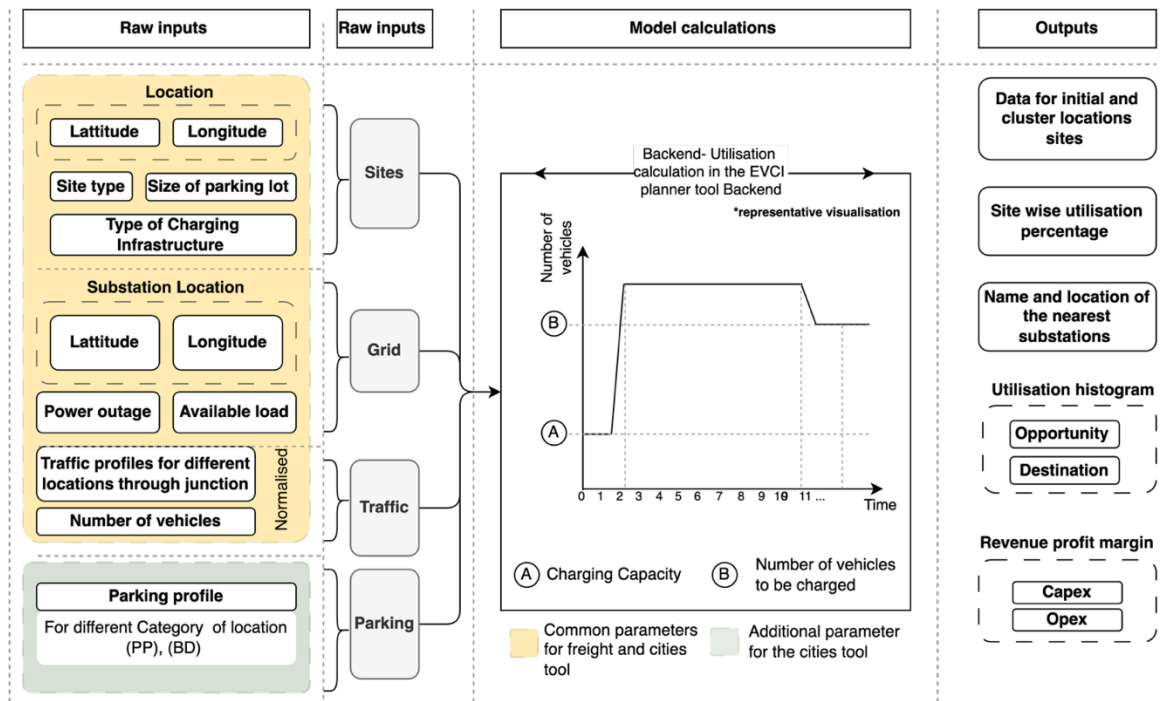 Raw inputs
Raw inputs
Model calculations
Outputs
Location
Lattitude
Longitude
Site type
Size of parking lot
Type of Charging
Infrastructure
Substation Location
Lattitude
Longitude
Power outage
Available load
Traffic profiles for different
locations through junction
Number of vehicles
Normalised
Parking profile
For different Category of location
(PP), (BD)
Sites
Grid
Traffic
Parking
Backend- Utilisation
calculation in the EVCI
planner tool Backend
*representative visualisation
Number of
vehicles
B
A
0 1 2 3 4 5 6 7 8 9 10 11 ...
Time
A Charging Capacity
B Number of vehicles
to be charged
Common parameters
for freight and cities
tool
Additional parameter
for the cities tool
Data for initial and
cluster locations
sites
Site wise utilisation
percentage
Name and location of
the nearest
substations
Utilisation histogram
Opportunity
Destination
Revenue profit margin
Capex
Opex